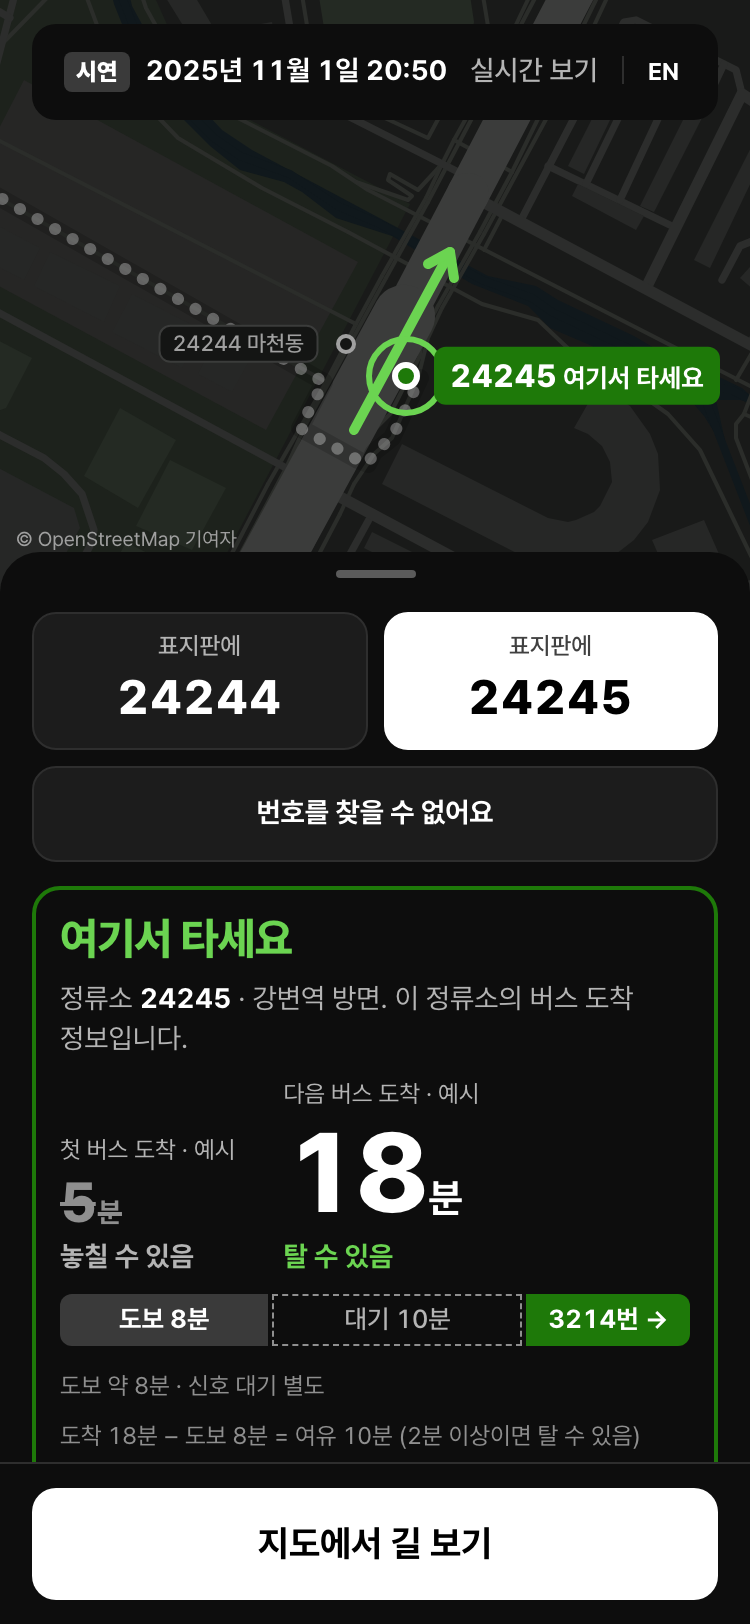 시연 2025년 11월 1일 20:50 실시간 보기 EN
24244 마천동
24245 여기서 타세요
© OpenStreetMap 기여자
표지판에
24244
표지판에
24245
번호를 찾을 수 없어요
여기서 타세요
정류소 24245 · 강변역 방면. 이 정류소의 버스 도착
정보입니다.
첫 버스 도착 · 예시
5분
놓칠 수 있음
다음 버스 도착 · 예시
18분
탈 수 있음
도보 8분 대기 10분 3214번 →
도보 약 8분 · 신호 대기 별도
도착 18분 – 도보 8분 = 여유 10분 (2분 이상이면 탈 수 있음)
지도에서 길 보기